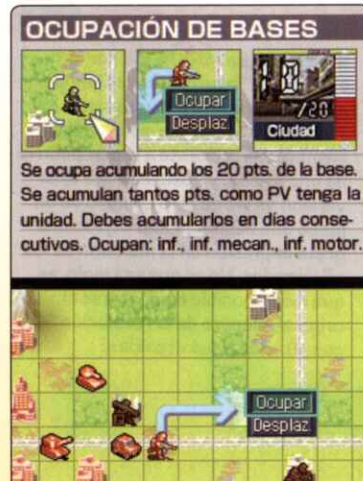 OCUPACIÓN DE BASES
Ocupar
Desplaz
10
/20
Ciudad
Se ocupa acumulando los 20 pts. de la base.
Se acumulan tantos pts. como PV tenga la
unidad. Debes acumularlos en días conse-
cutivos. Ocupan: inf., inf. mecan., inf. motor.
Ocupar
Desplaz